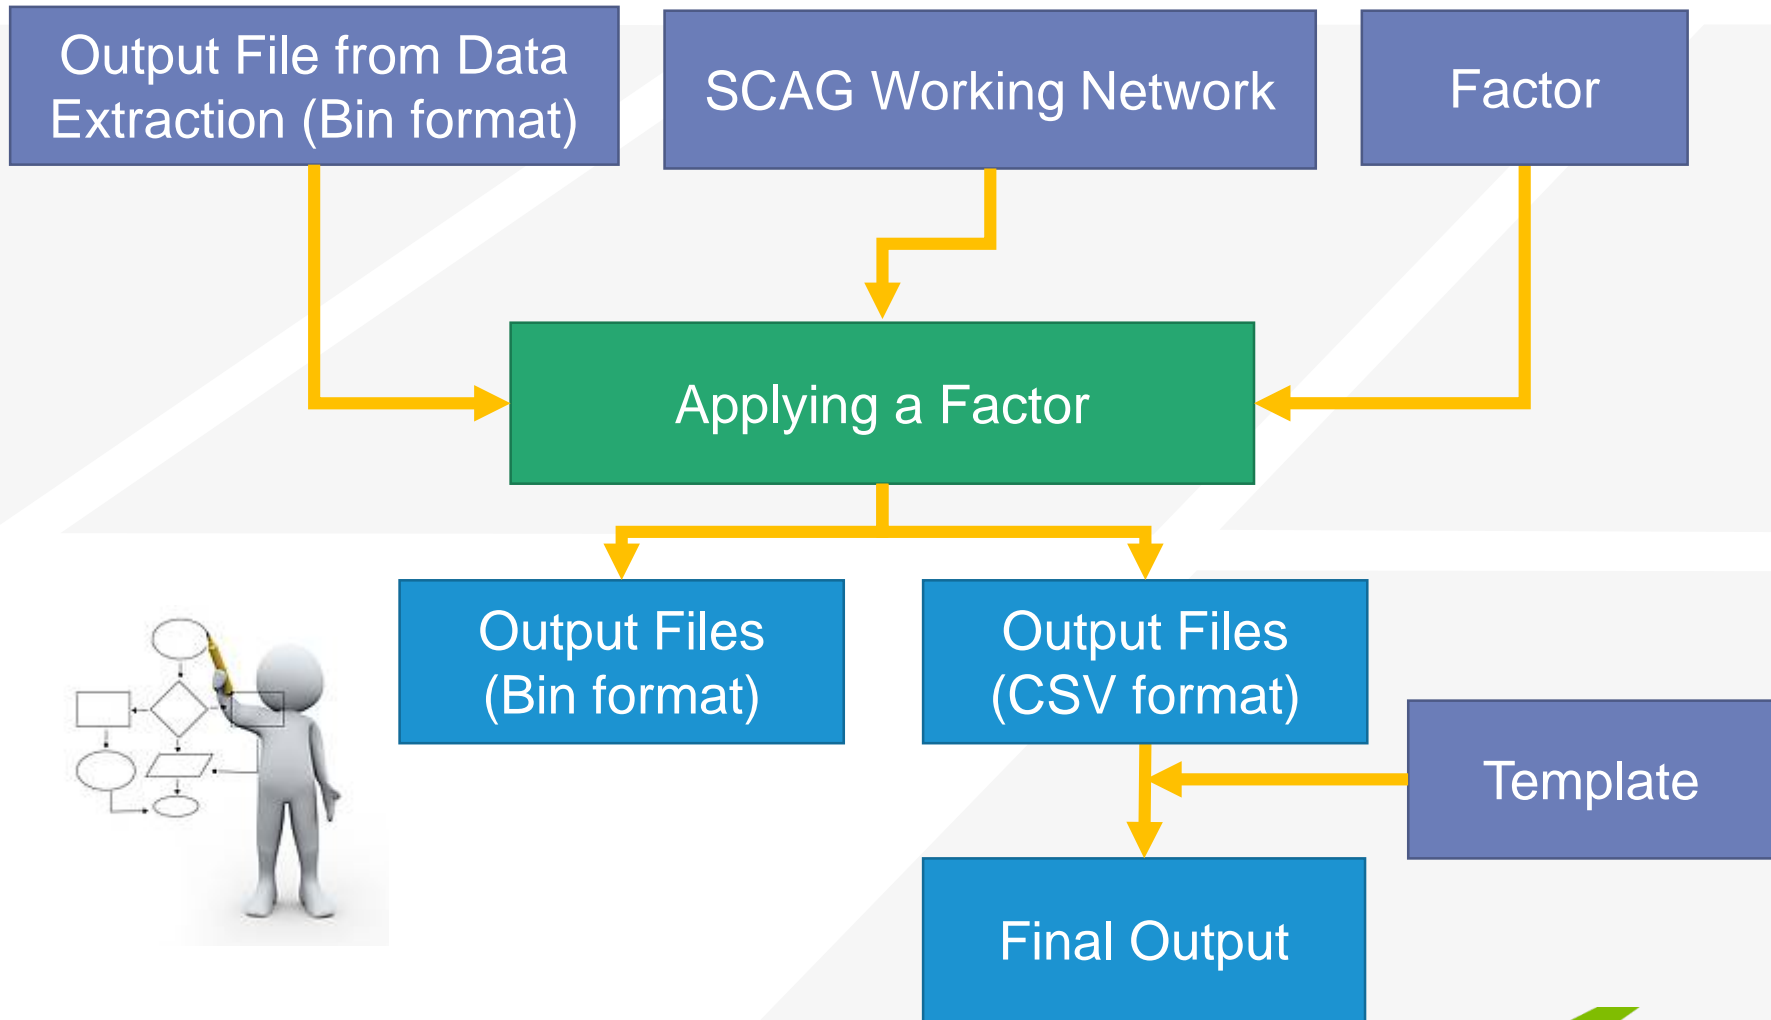 Output File from Data
Extraction (Bin format)
SCAG Working Network
Factor
Applying a Factor
Output Files
(Bin format)
Output Files
(CSV format)
Template
Final Output